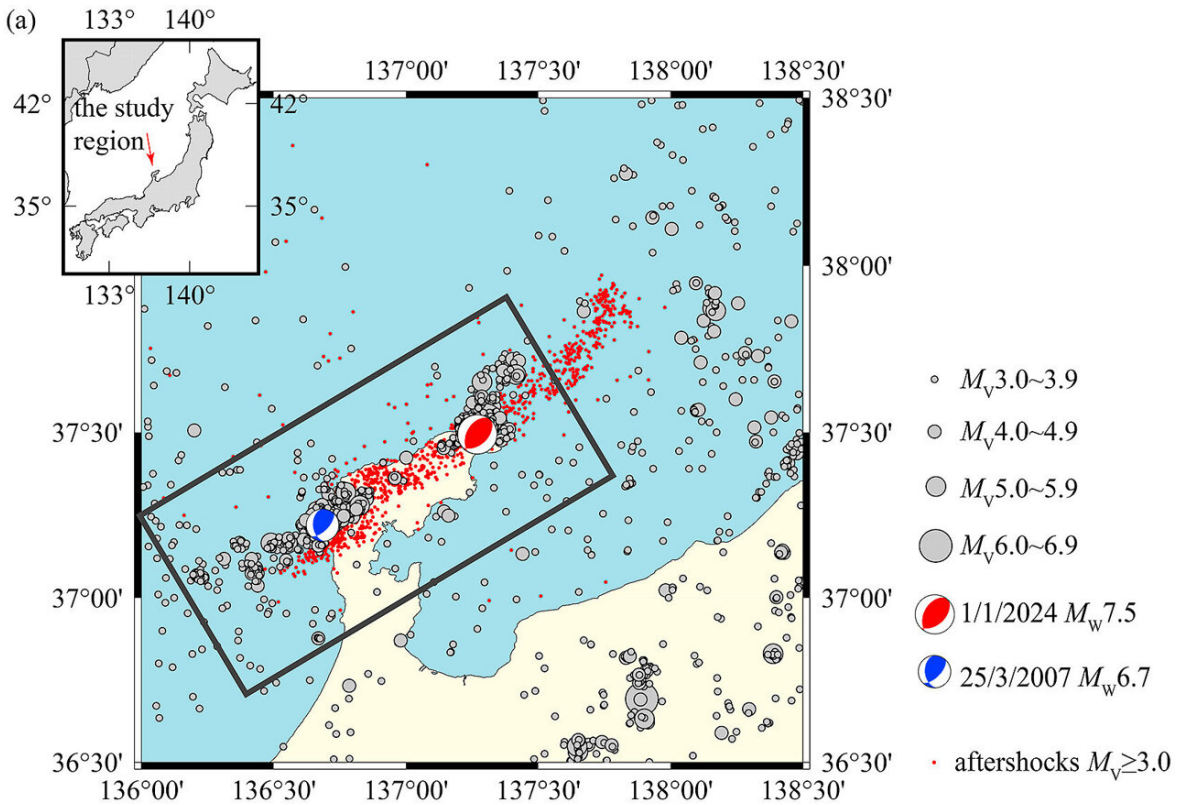 (a)
133° 140°
42° 42°
the study
region
35° 35°
133° 140°
137°00' 137°30' 138°00' 138°30'
38°30'
38°00'
37°30' 37°30'
37°00' 37°00'
36°30' 36°30'
136°00' 136°30' 137°00' 137°30' 138°00' 138°30'
Mv3.0~3.9
Mv4.0~4.9
Mv5.0~5.9
Mv6.0~6.9
1/1/2024 Mw7.5
25/3/2007 Mw6.7
aftershocks Mv≥3.0